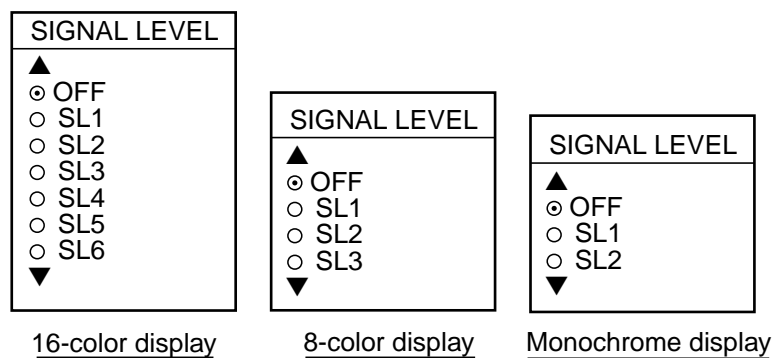 SIGNAL LEVEL
OFF
SL1
SL2
SL3
SL4
SL5
SL6
16-color display
SIGNAL LEVEL
OFF
SL1
SL2
SL3
8-color display
SIGNAL LEVEL
OFF
SL1
SL2
Monochrome display